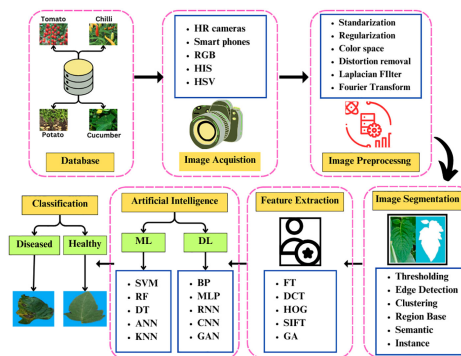 Tomato
Chilli
Potato
Cucumber
Database
HR cameras
Smart phones
RGB
HIS
HSV
Image Acquistion
Standarization
Regularization
Color space
Distortion removal
Laplacian FIlter
Fourier Transform
Image Preprocessng
Image Segmentation
Thresholding
Edge Detection
Clustering
Region Base
Semantic
Instance
Feature Extraction
FT
DCT
HOG
SIFT
GA
Artificial Intelligence
ML
DL
SVM
RF
DT
ANN
KNN
BP
MLP
RNN
CNN
GAN
Classification
Diseased
Healthy